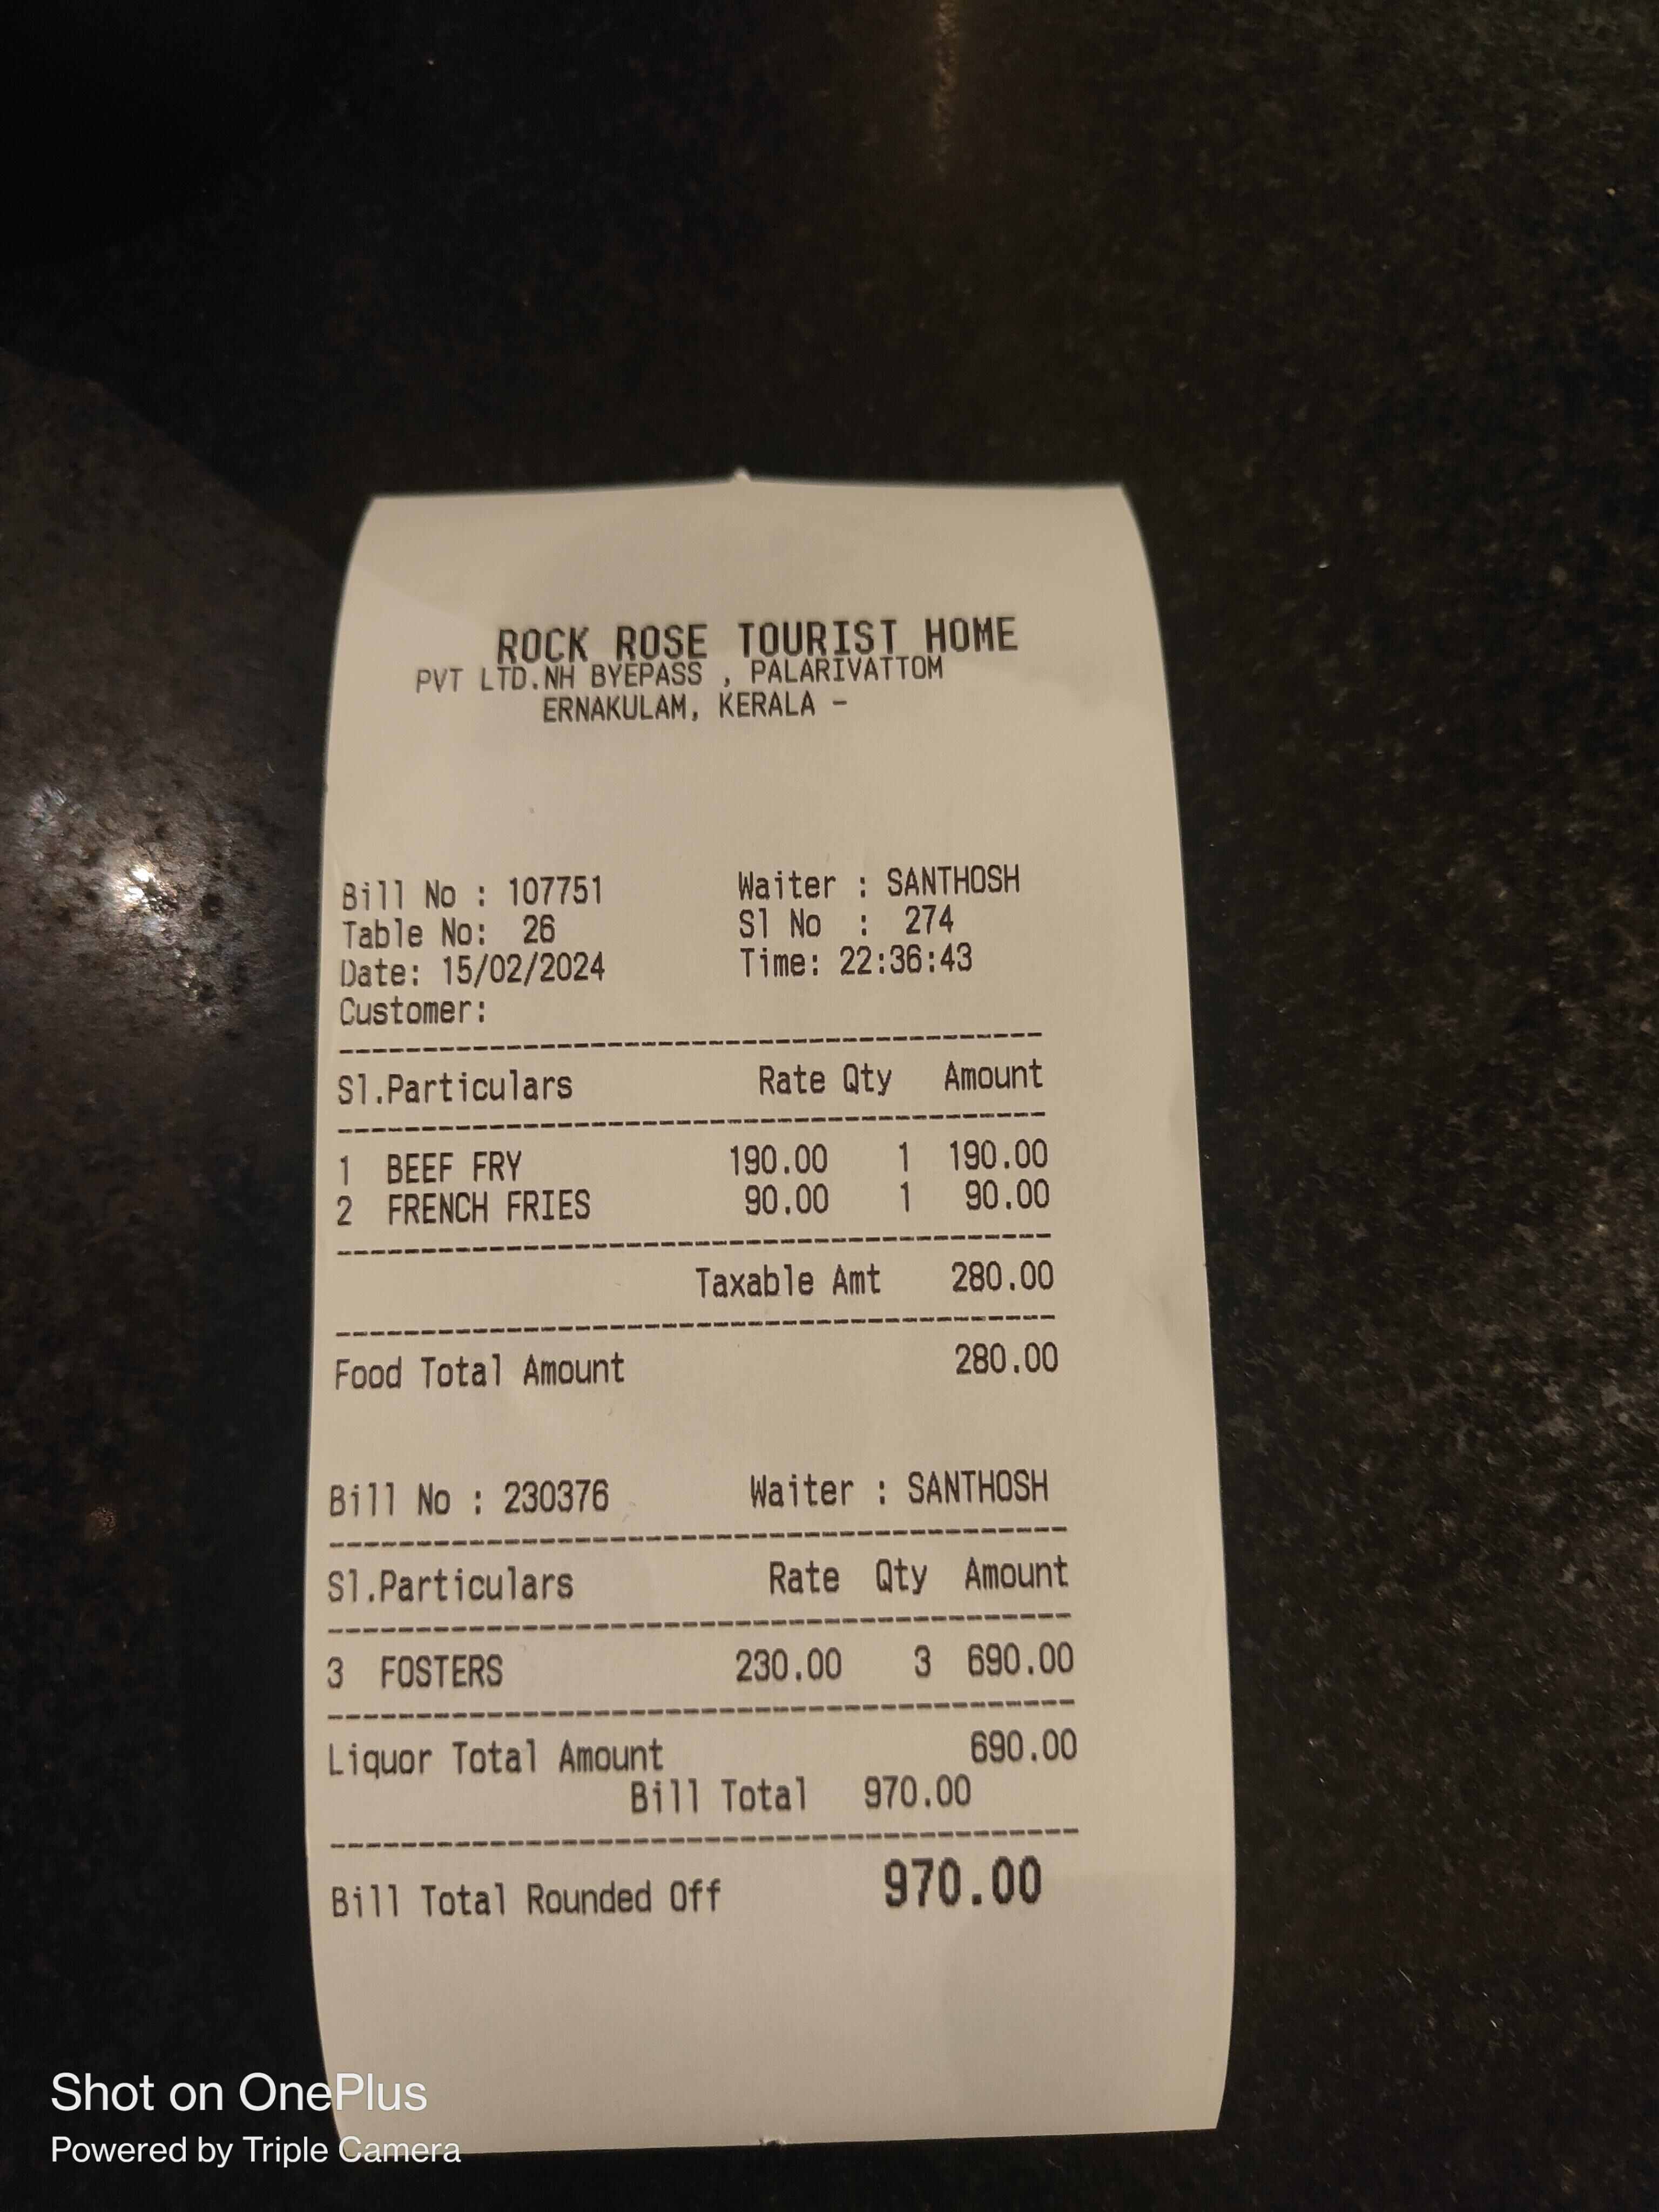 ROCK ROSE TOURIST HOME
PVT LTD.NH BYEPASS , PALARIVATTOM
ERNAKULAM, KERALA -
Bill No : 107751 Waiter : SANTHOSH
Table No: 26 Sl No : 274
Date: 15/02/2024 Time: 22:36:43
Customer:
Sl.Particulars Rate Qty Amount
1 BEEF FRY 190.00 1 190.00
2 FRENCH FRIES 90.00 1 90.00
Taxable Amt 280.00
Food Total Amount 280.00
Bill No : 230376 Waiter : SANTHOSH
Sl.Particulars Rate Qty Amount
3 FOSTERS 230.00 3 690.00
Liquor Total Amount 690.00
Bill Total 970.00
Bill Total Rounded Off 970.00
Shot on OnePlus
Powered by Triple Camera